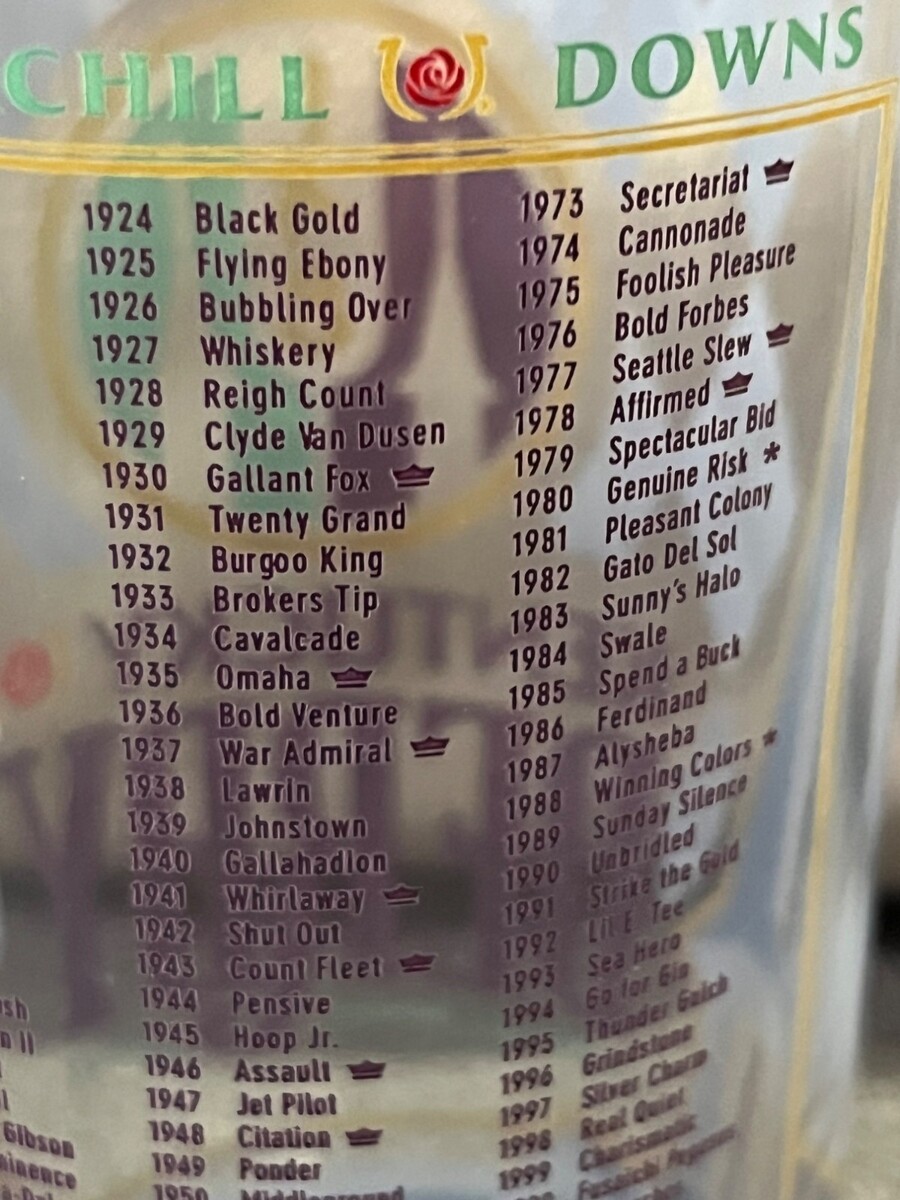 CHILL DOWNS
1924 Black Gold
1925 Flying Ebony
1926 Bubbling Over
1927 Whiskery
1928 Reigh Count
1929 Clyde Van Dusen
1930 Gallant Fox
1931 Twenty Grand
1932 Burgoo King
1933 Brokers Tip
1934 Cavalcade
1935 Omaha
1936 Bold Venture
1937 War Admiral
1938 Lawrin
1939 Johnstown
1940 Gallahadion
1941 Whirlaway
1942 Shut Out
1943 Count Fleet
1944 Pensive
1945 Hoop Jr.
1946 Assault
1947 Jet Pilot
1948 Citation
1949 Ponder
1950 Middleground
1973 Secretariat
1974 Cannonade
1975 Foolish Pleasure
1976 Bold Forbes
1977 Seattle Slew
1978 Affirmed
1979 Spectacular Bid
1980 Genuine Risk *
1981 Pleasant Colony
1982 Gato Del Sol
1983 Sunny's Halo
1984 Swale
1985 Spend a Buck
1986 Ferdinand
1987 Alysheba
1988 Winning Colors *
1989 Sunday Silence
1990 Unbridled
1991 Strike the Gold
1992 Lil E. Tee
1993 Sea Hero
1994 Go for Gin
1995 Thunder Gulch
1996 Grindstone
1997 Silver Charm
1998 Real Quiet
1999 Charismatic
Fusaichi Pegasus
sh
n II
Gibson